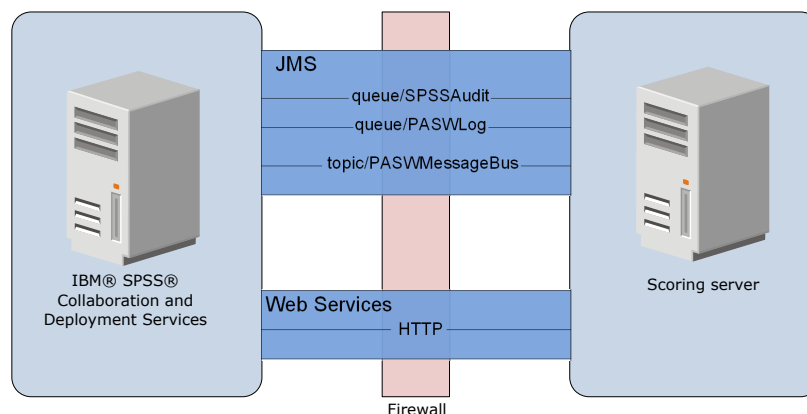 JMS
queue/SPSSAudit
queue/PASWLog
topic/PASWMessageBus
IBM® SPSS®
Collaboration and
Deployment Services
Scoring server
Web Services
HTTP
Firewall